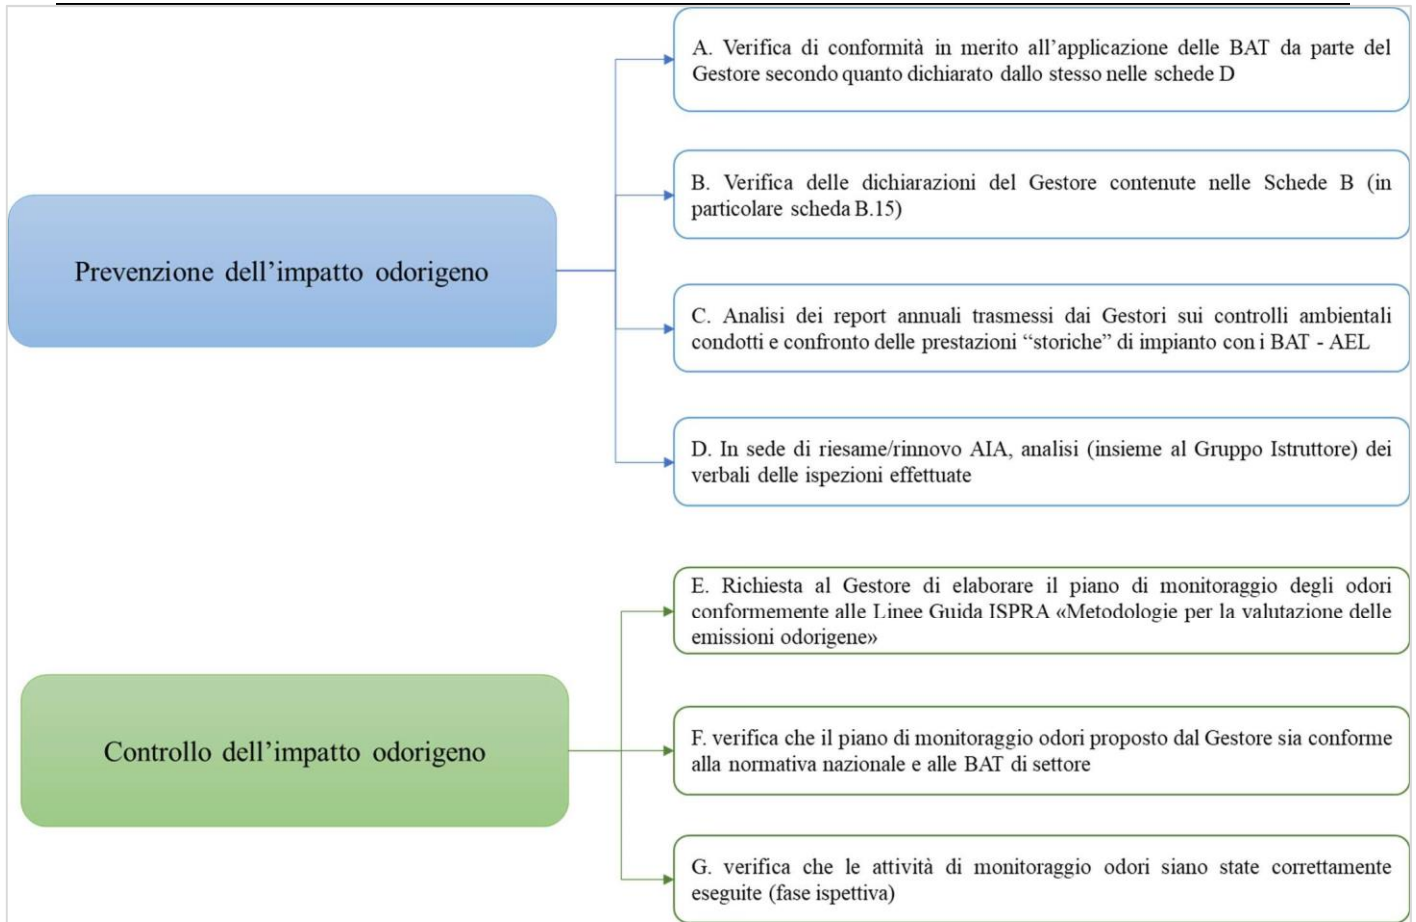 A. Verifica di conformità in merito all’applicazione delle BAT da parte del
Gestore secondo quanto dichiarato dallo stesso nelle schede D
B. Verifica delle dichiarazioni del Gestore contenute nelle Schede B (in
particolare scheda B.15)
Prevenzione dell’impatto odorigeno
C. Analisi dei report annuali trasmessi dai Gestori sui controlli ambientali
condotti e confronto delle prestazioni “storiche” di impianto con i BAT - AEL
D. In sede di riesame/rinnovo AIA, analisi (insieme al Gruppo Istruttore) dei
verbali delle ispezioni effettuate
E. Richiesta al Gestore di elaborare il piano di monitoraggio degli odori
conformemente alle Linee Guida ISPRA «Metodologie per la valutazione delle
emissioni odorigene»
Controllo dell’impatto odorigeno
F. verifica che il piano di monitoraggio odori proposto dal Gestore sia conforme
alla normativa nazionale e alle BAT di settore
G. verifica che le attività di monitoraggio odori siano state correttamente
eseguite (fase ispettiva)